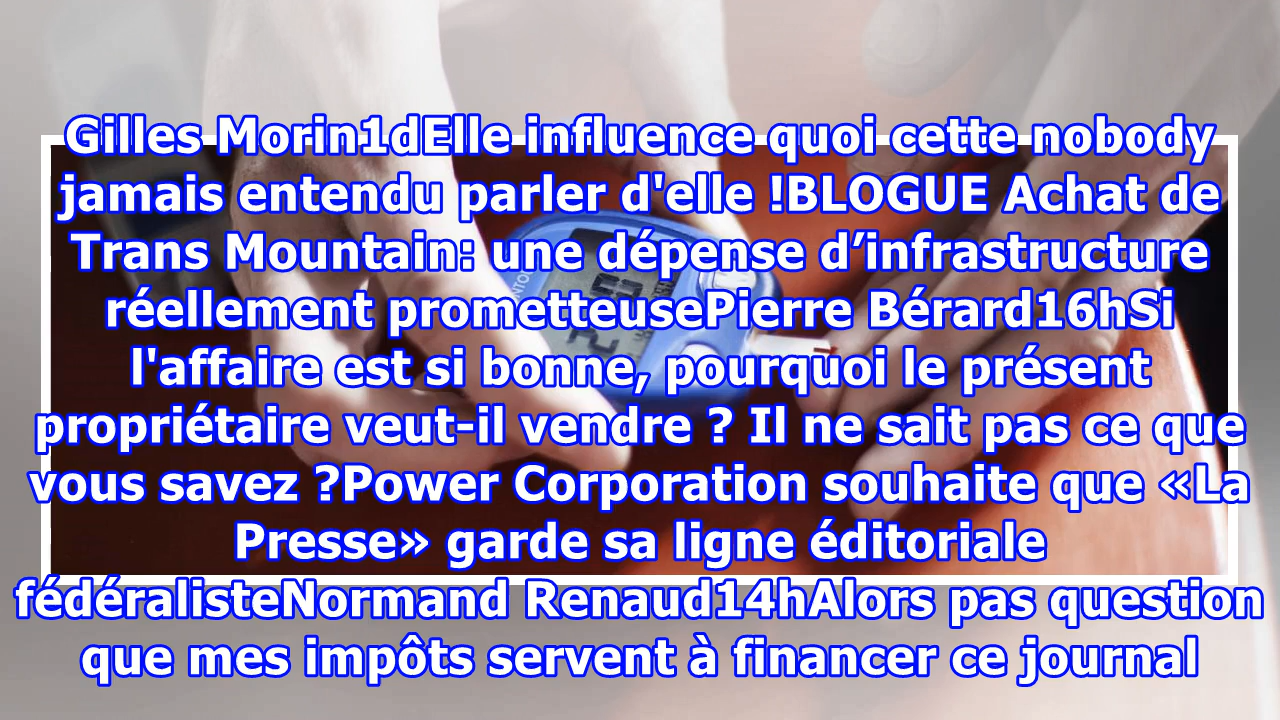 Gilles Morin1dElle influence quoi cette nobody
jamais entendu parler d'elle !BLOGUE Achat de
Trans Mountain: une dépense d’infrastructure
réellement prometteusePierre Bérard16hSi
l'affaire est si bonne, pourquoi le présent
propriétaire veut-il vendre ? Il ne sait pas ce que
vous savez ?Power Corporation souhaite que «La
Presse» garde sa ligne éditoriale
fédéralisteNormand Renaud14hAlors pas question
que mes impôts servent à financer ce journal